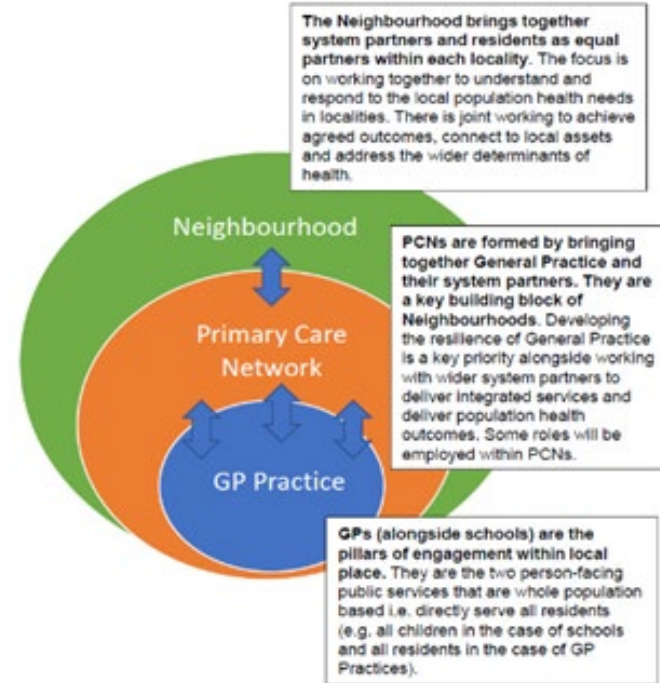 The Neighbourhood brings together
system partners and residents as equal
partners within each locality. The focus is
on working together to understand and
respond to the local population health needs
in localities. There is joint working to achieve
agreed outcomes, connect to local assets
and address the wider determinants of
health.
Neighbourhood
PCNs are formed by bringing
together General Practice and
their system partners. They are
a key building block of
Neighbourhoods. Developing
the resilience of General Practice
is a key priority alongside working
with wider system partners to
deliver integrated services and
deliver population health
outcomes. Some roles will be
employed within PCNs.
Primary Care
Network
GP Practice
GPs (alongside schools) are the
pillars of engagement within local
place. They are the two person-facing
public services that are whole population
based i.e. directly serve all residents
(e.g. all children in the case of schools
and all residents in the case of GP
Practices).